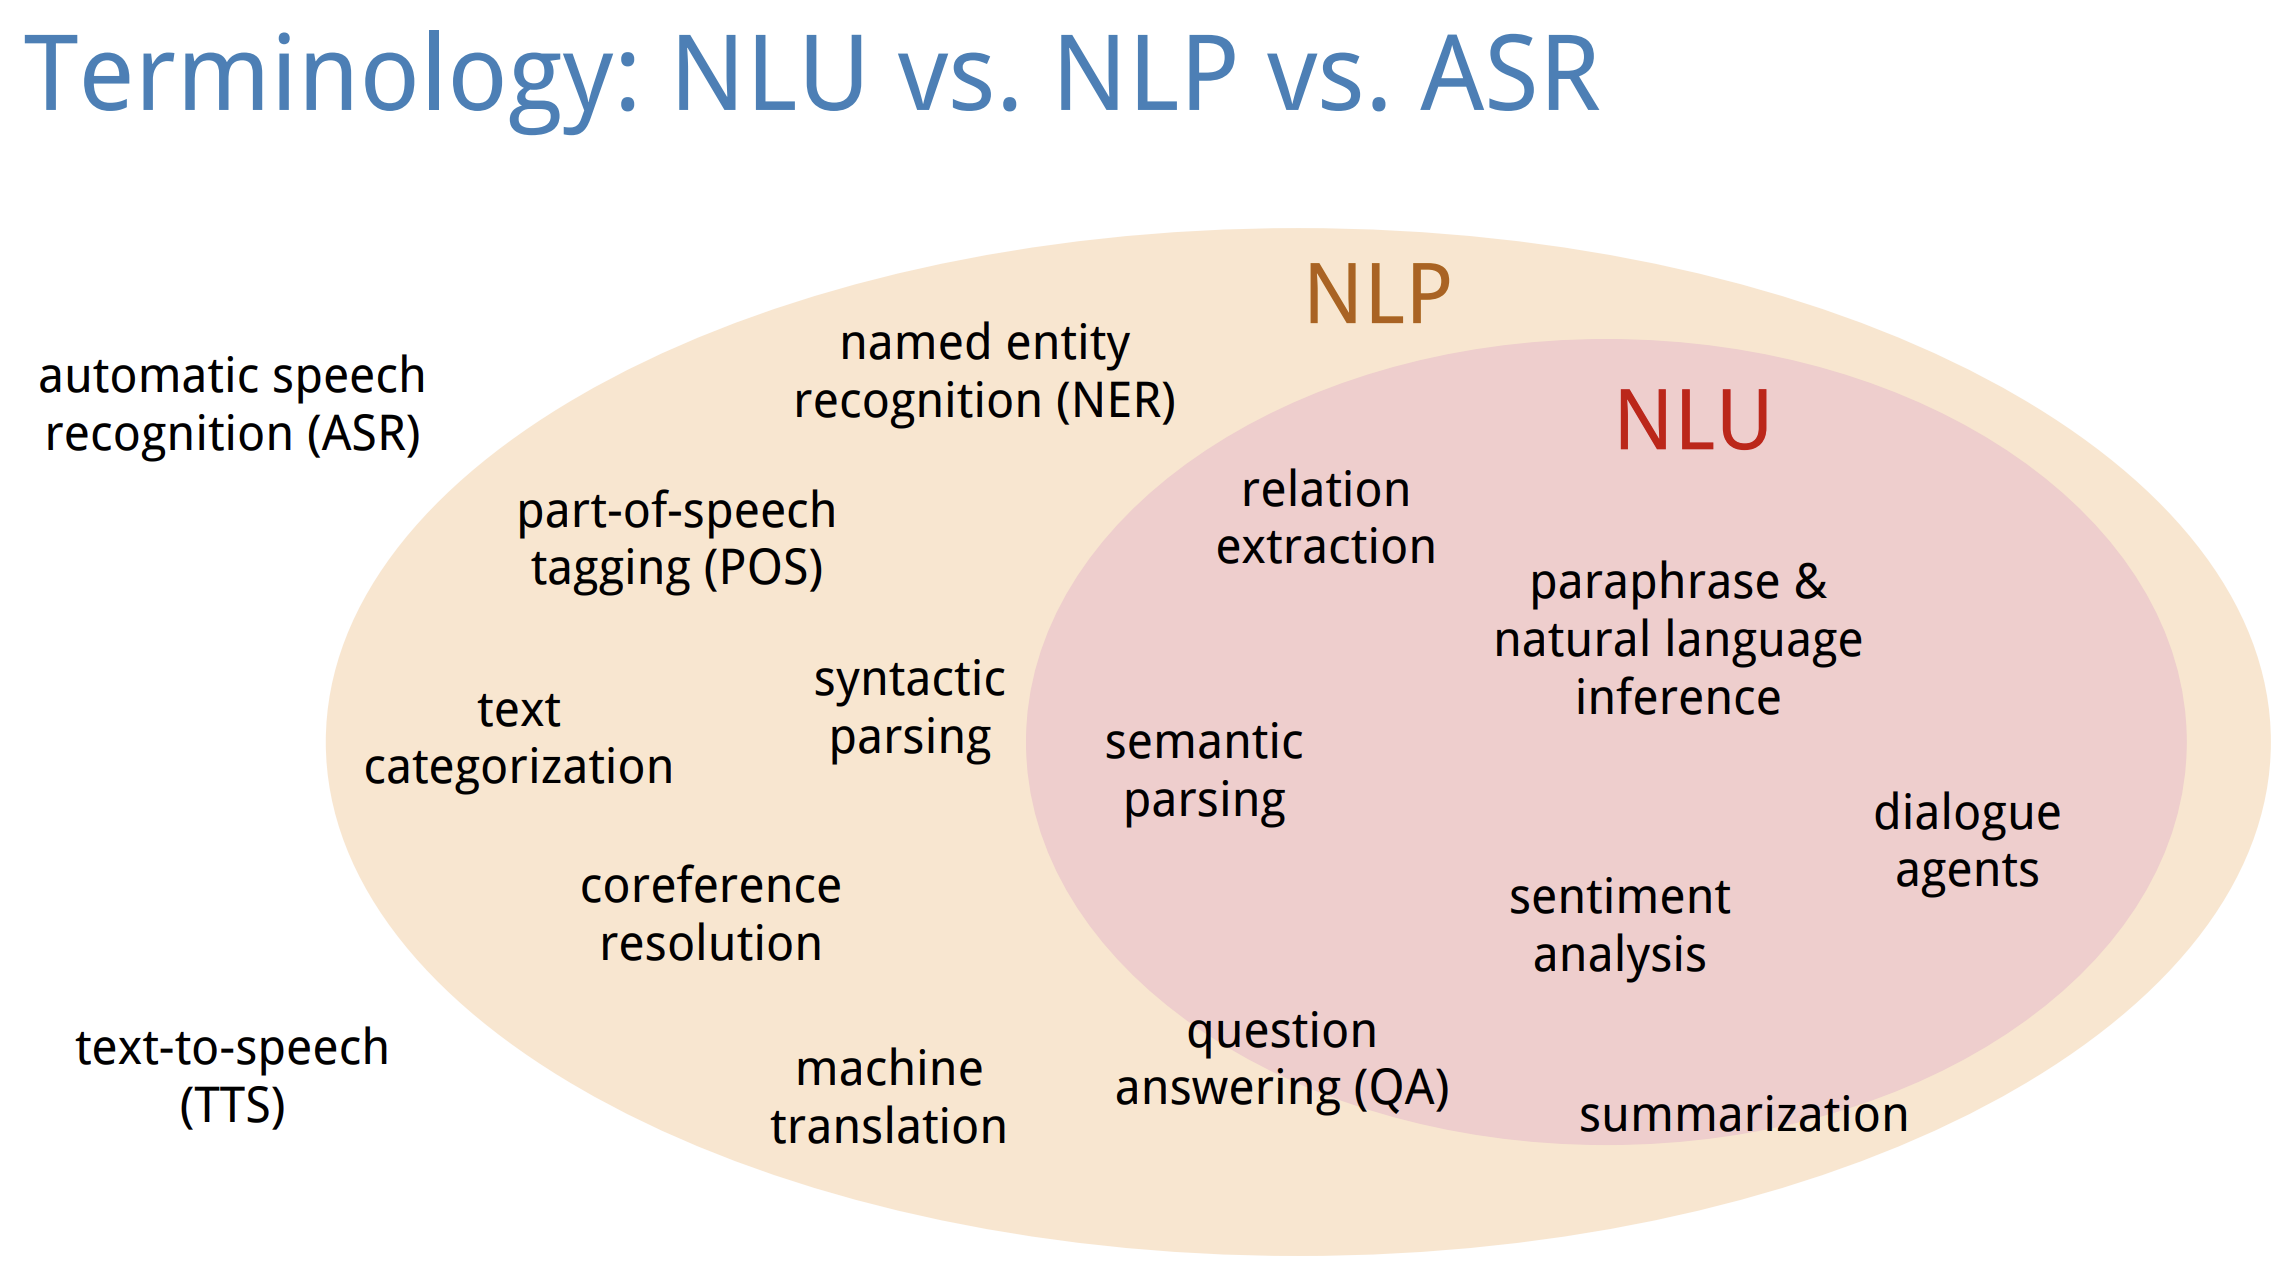 Terminology: NLU vs. NLP vs. ASR
NLP
named entity
recognition (NER)
automatic speech
recognition (ASR)
NLU
part-of-speech
tagging (POS)
relation
extraction
paraphrase &
natural language
inference
syntactic
parsing
text
categorization
semantic
parsing
dialogue
agents
coreference
resolution
sentiment
analysis
question
answering (QA)
text-to-speech
(TTS)
machine
translation
summarization